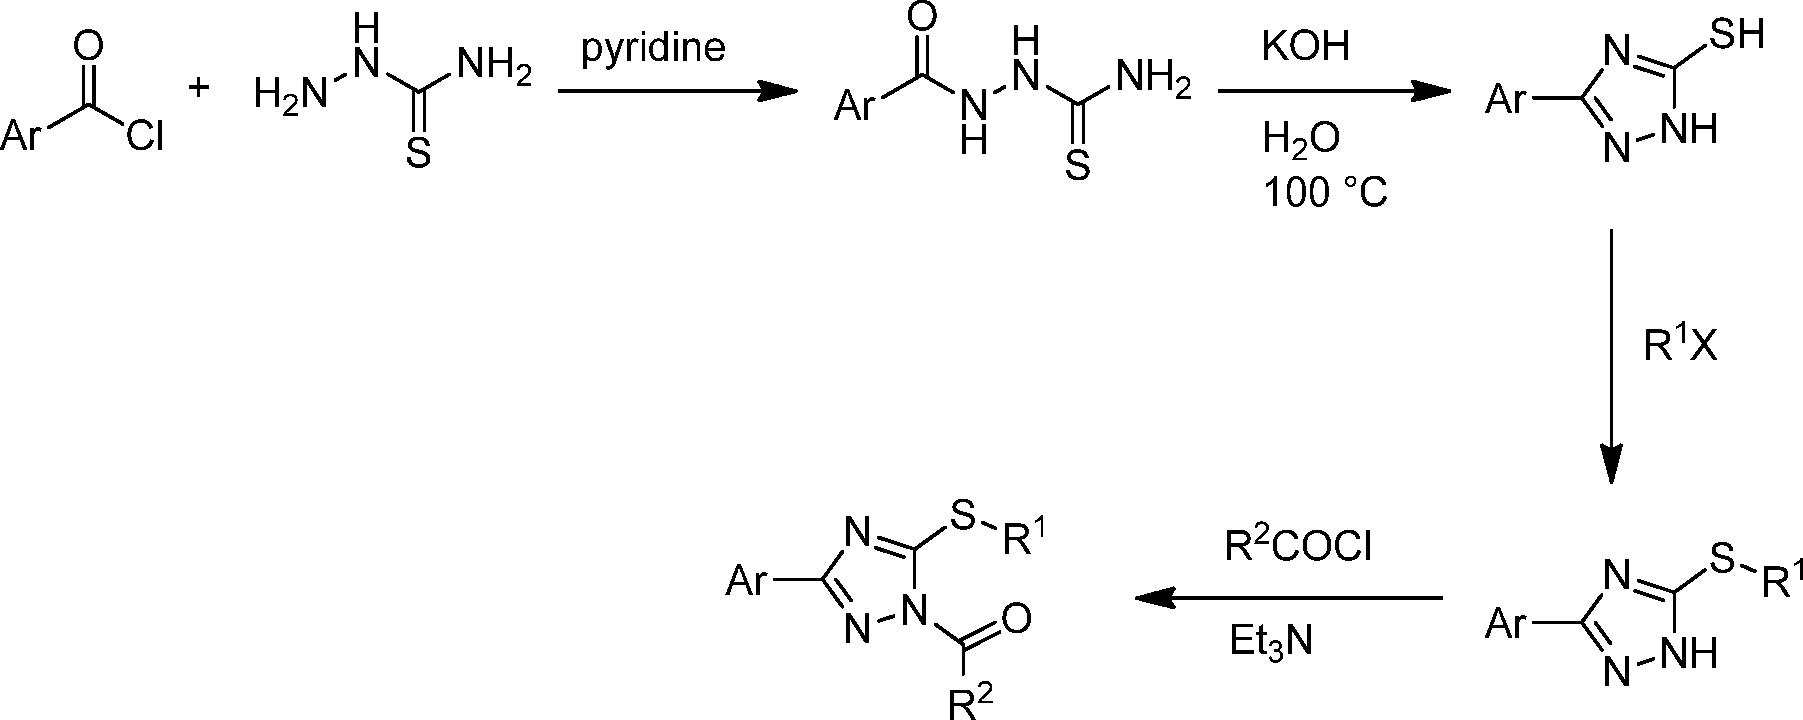 O
Ar
Cl
+
H
H₂N
N
NH₂
S
pyridine
O
H
Ar
N
H
N
NH₂
S
KOH
H₂O
100 °C
Ar
N
SH
N
NH
R¹X
Ar
N
S
R¹
N
NH
R²COCl
Et₃N
Ar
N
S
R¹
N
N
O
R²